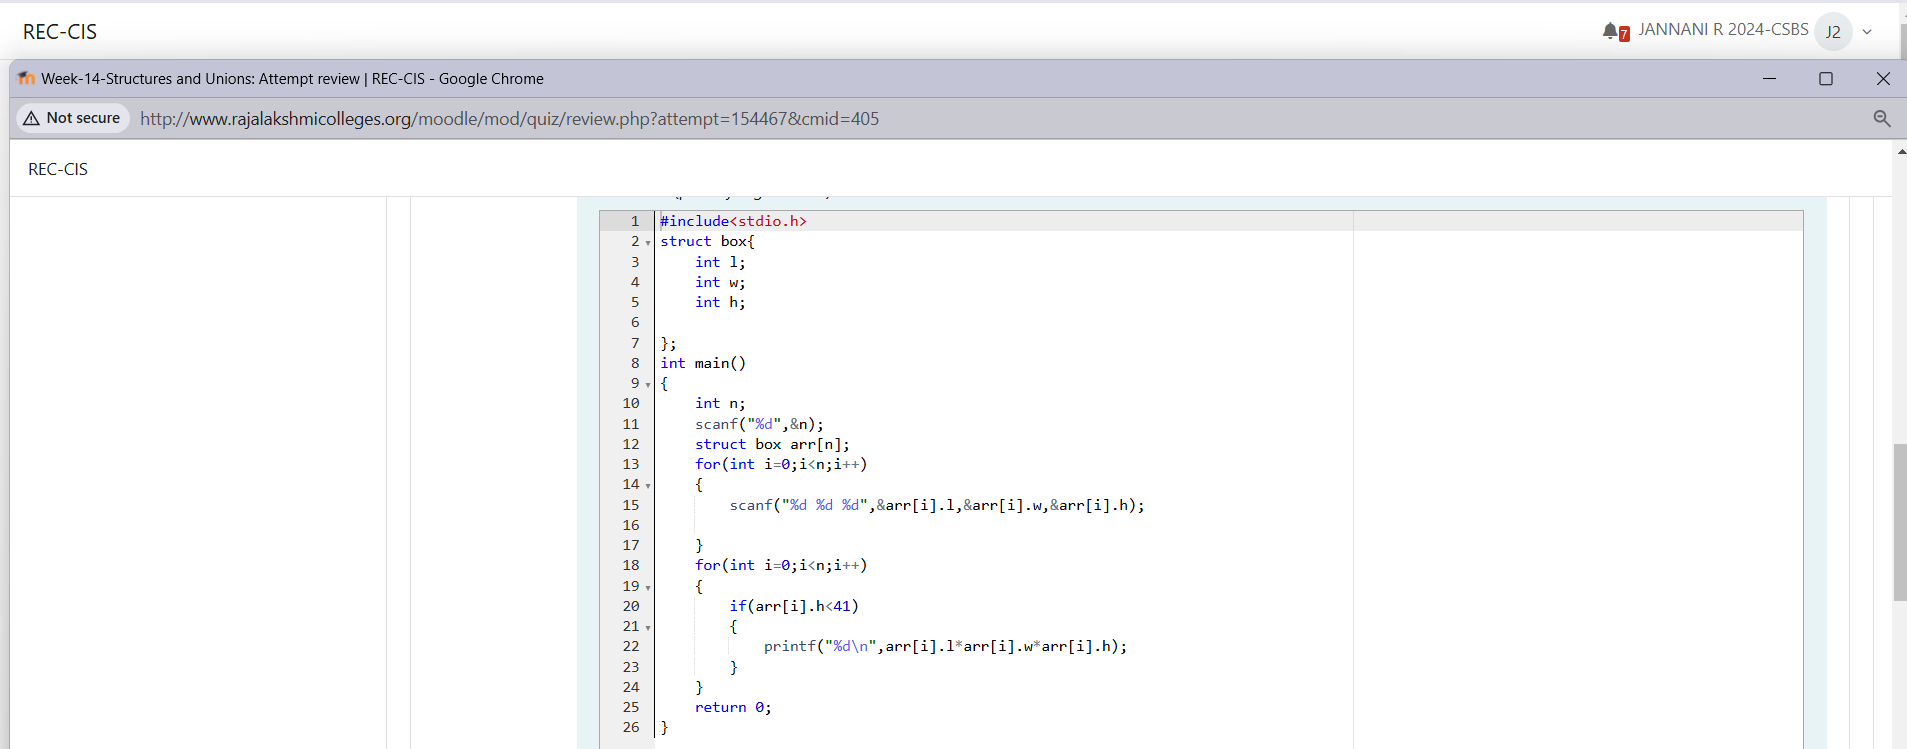 REC-CIS
7 JANNANI R 2024-CSBS J2
Week-14-Structures and Unions: Attempt review | REC-CIS - Google Chrome
Not secure http://www.rajalakshmicolleges.org/moodle/mod/quiz/review.php?attempt=154467&cmid=405
REC-CIS
1 #include<stdio.h>
2 struct box{
3 int l;
4 int w;
5 int h;
6
7 };
8 int main()
9 {
10 int n;
11 scanf("%d",&n);
12 struct box arr[n];
13 for(int i=0;i<n;i++)
14 {
15 scanf("%d %d %d",&arr[i].l,&arr[i].w,&arr[i].h);
16
17 }
18 for(int i=0;i<n;i++)
19 {
20 if(arr[i].h<41)
21 {
22 printf("%d\n",arr[i].l*arr[i].w*arr[i].h);
23 }
24 }
25 return 0;
26 }